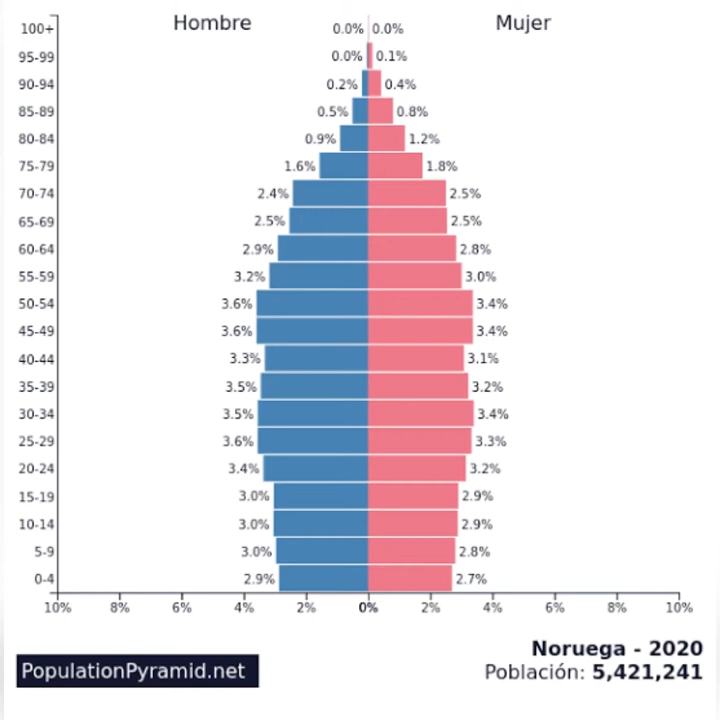 Hombre Mujer
100+ 0.0% 0.0%
95-99 0.0% 0.1%
90-94 0.2% 0.4%
85-89 0.5% 0.8%
80-84 0.9% 1.2%
75-79 1.6% 1.8%
70-74 2.4% 2.5%
65-69 2.5% 2.5%
60-64 2.9% 2.8%
55-59 3.2% 3.0%
50-54 3.6% 3.4%
45-49 3.6% 3.4%
40-44 3.3% 3.1%
35-39 3.5% 3.2%
30-34 3.5% 3.4%
25-29 3.6% 3.3%
20-24 3.4% 3.2%
15-19 3.0% 2.9%
10-14 3.0% 2.9%
5-9 3.0% 2.8%
0-4 2.9% 2.7%
10% 8% 6% 4% 2% 0% 2% 4% 6% 8% 10%
Noruega - 2020
PopulationPyramid.net
Población: 5,421,241